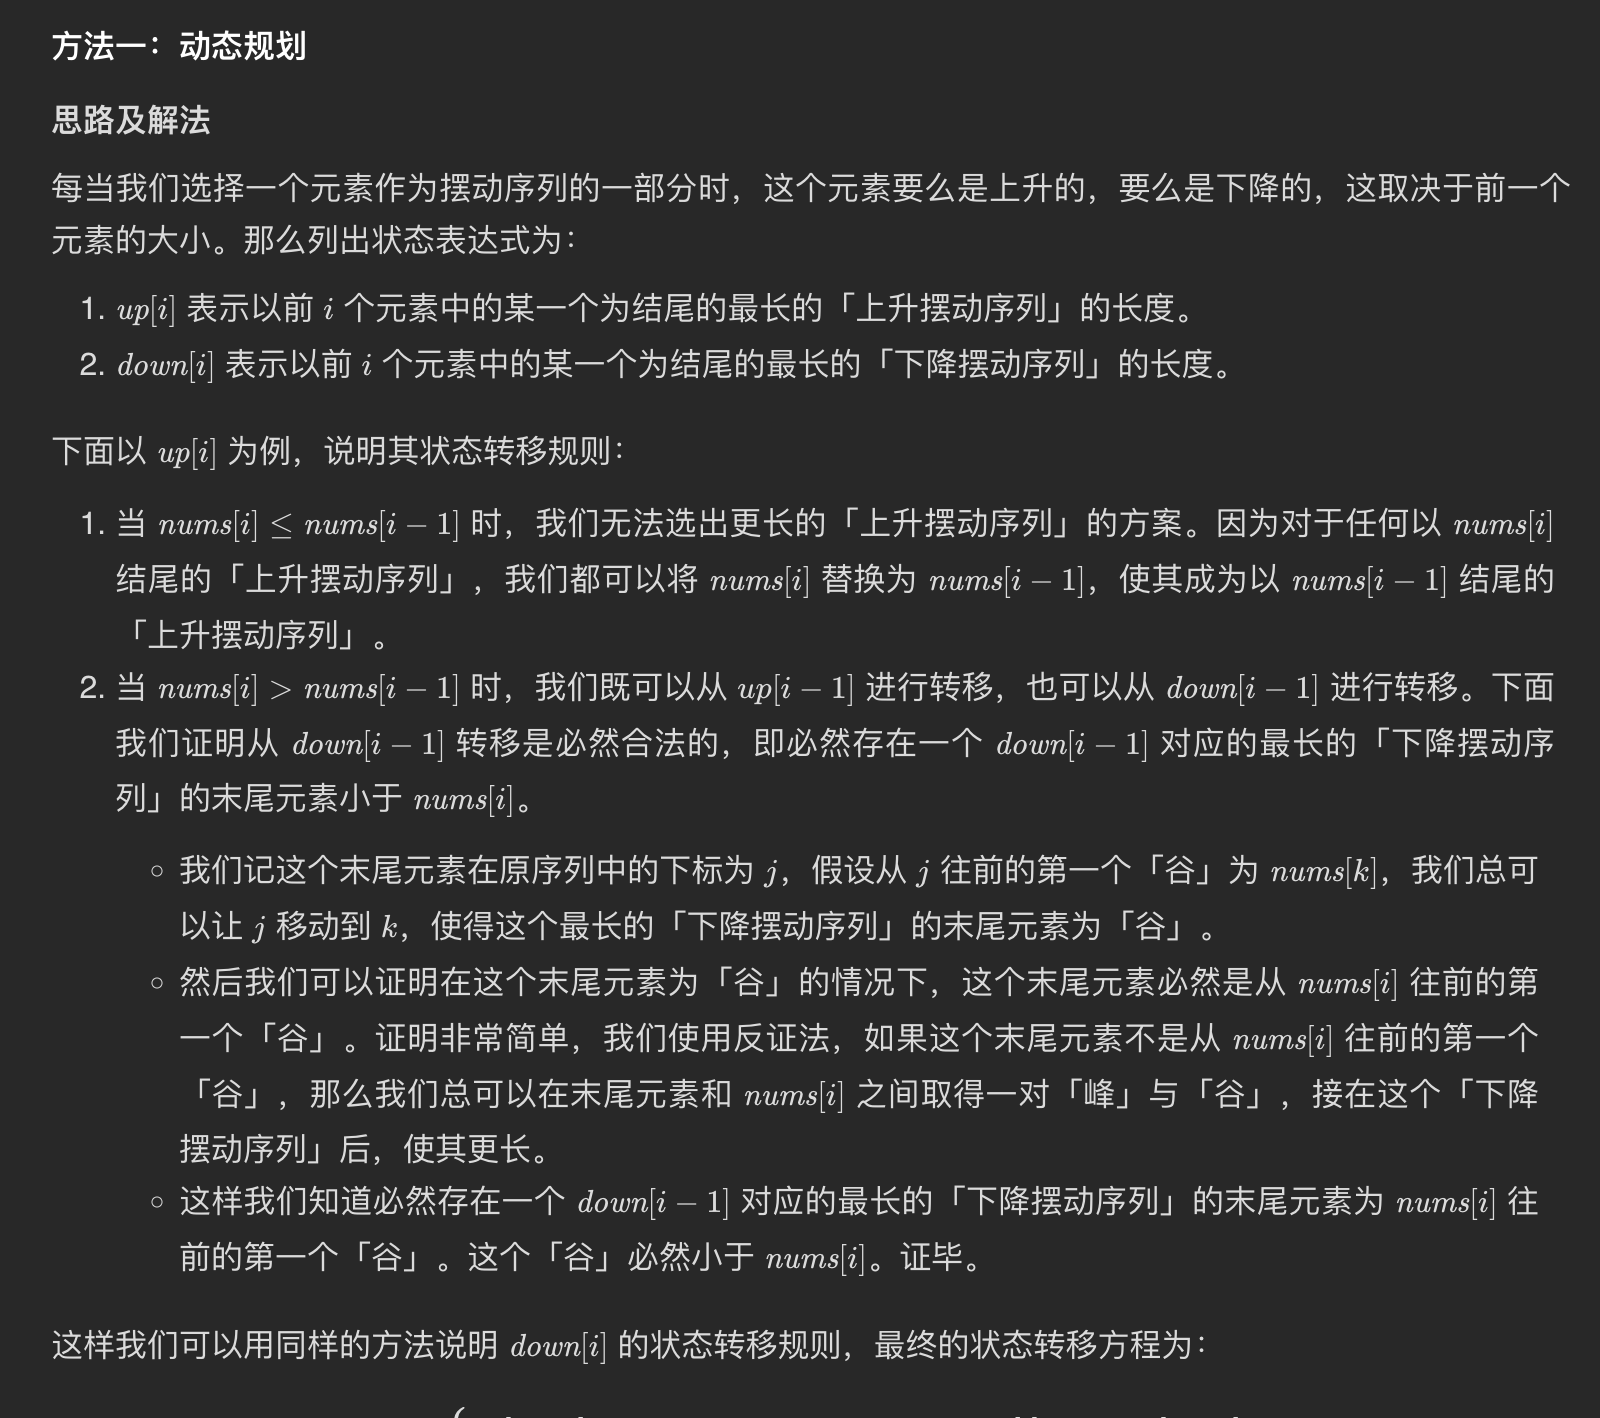 方法一：动态规划
思路及解法
每当我们选择一个元素作为摆动序列的一部分时，这个元素要么是上升的，要么是下降的，这取决于前一个
元素的大小。那么列出状态表达式为：
1. up[i] 表示以前 i 个元素中的某一个为结尾的最长的「上升摆动序列」的长度。
2. down[i] 表示以前 i 个元素中的某一个为结尾的最长的「下降摆动序列」的长度。
下面以 up[i] 为例，说明其状态转移规则：
1. 当 nums[i] ≤ nums[i − 1] 时，我们无法选出更长的「上升摆动序列」的方案。因为对于任何以 nums[i]
结尾的「上升摆动序列」，我们都可以将 nums[i] 替换为 nums[i − 1]，使其成为以 nums[i − 1] 结尾的
「上升摆动序列」。
2. 当 nums[i] > nums[i − 1] 时，我们既可以从 up[i − 1] 进行转移，也可以从 down[i − 1] 进行转移。下面
我们证明从 down[i − 1] 转移是必然合法的，即必然存在一个 down[i − 1] 对应的最长的「下降摆动序
列」的末尾元素小于 nums[i]。
◦ 我们记这个末尾元素在原序列中的下标为 j，假设从 j 往前的第一个「谷」为 nums[k]，我们总可
以让 j 移动到 k，使得这个最长的「下降摆动序列」的末尾元素为「谷」。
◦ 然后我们可以证明在这个末尾元素为「谷」的情况下，这个末尾元素必然是从 nums[i] 往前的第
一个「谷」。证明非常简单，我们使用反证法，如果这个末尾元素不是从 nums[i] 往前的第一个
「谷」，那么我们总可以在末尾元素和 nums[i] 之间取得一对「峰」与「谷」，接在这个「下降
摆动序列」后，使其更长。
◦ 这样我们知道必然存在一个 down[i − 1] 对应的最长的「下降摆动序列」的末尾元素为 nums[i] 往
前的第一个「谷」。这个「谷」必然小于 nums[i]。证毕。
这样我们可以用同样的方法说明 down[i] 的状态转移规则，最终的状态转移方程为：